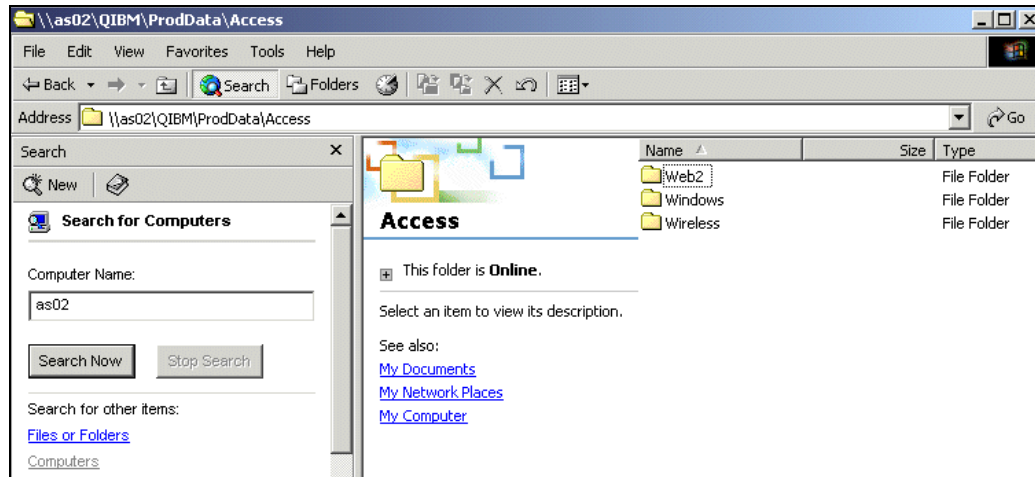 \\as02\QIBM\ProdData\Access
File Edit View Favorites Tools Help
Back Search Folders
Address \\as02\QIBM\ProdData\Access Go
Search
New
Search for Computers
Computer Name:
as02
Search Now Stop Search
Search for other items:
Files or Folders
Computers
Access
This folder is Online.
Select an item to view its description.
See also:
My Documents
My Network Places
My Computer
Name Size Type
Web2 File Folder
Windows File Folder
Wireless File Folder